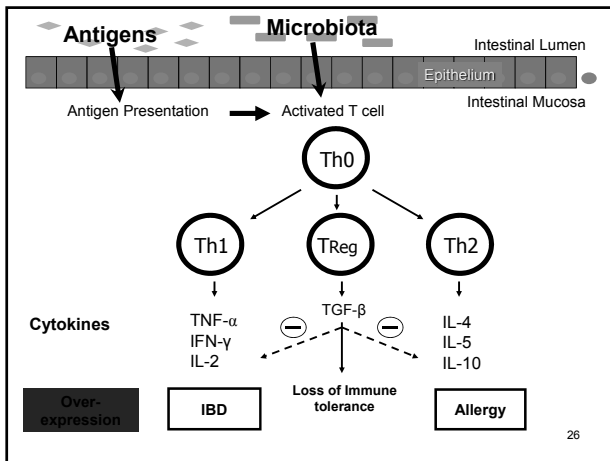 Antigens
Microbiota
Intestinal Lumen
Epithelium
Intestinal Mucosa
Antigen Presentation
Activated T cell
Th0
Th1
TReg
Th2
Cytokines
TNF-α
IFN-γ
IL-2
TGF-β
IL-4
IL-5
IL-10
Over-
expression
IBD
Loss of Immune
tolerance
Allergy
26